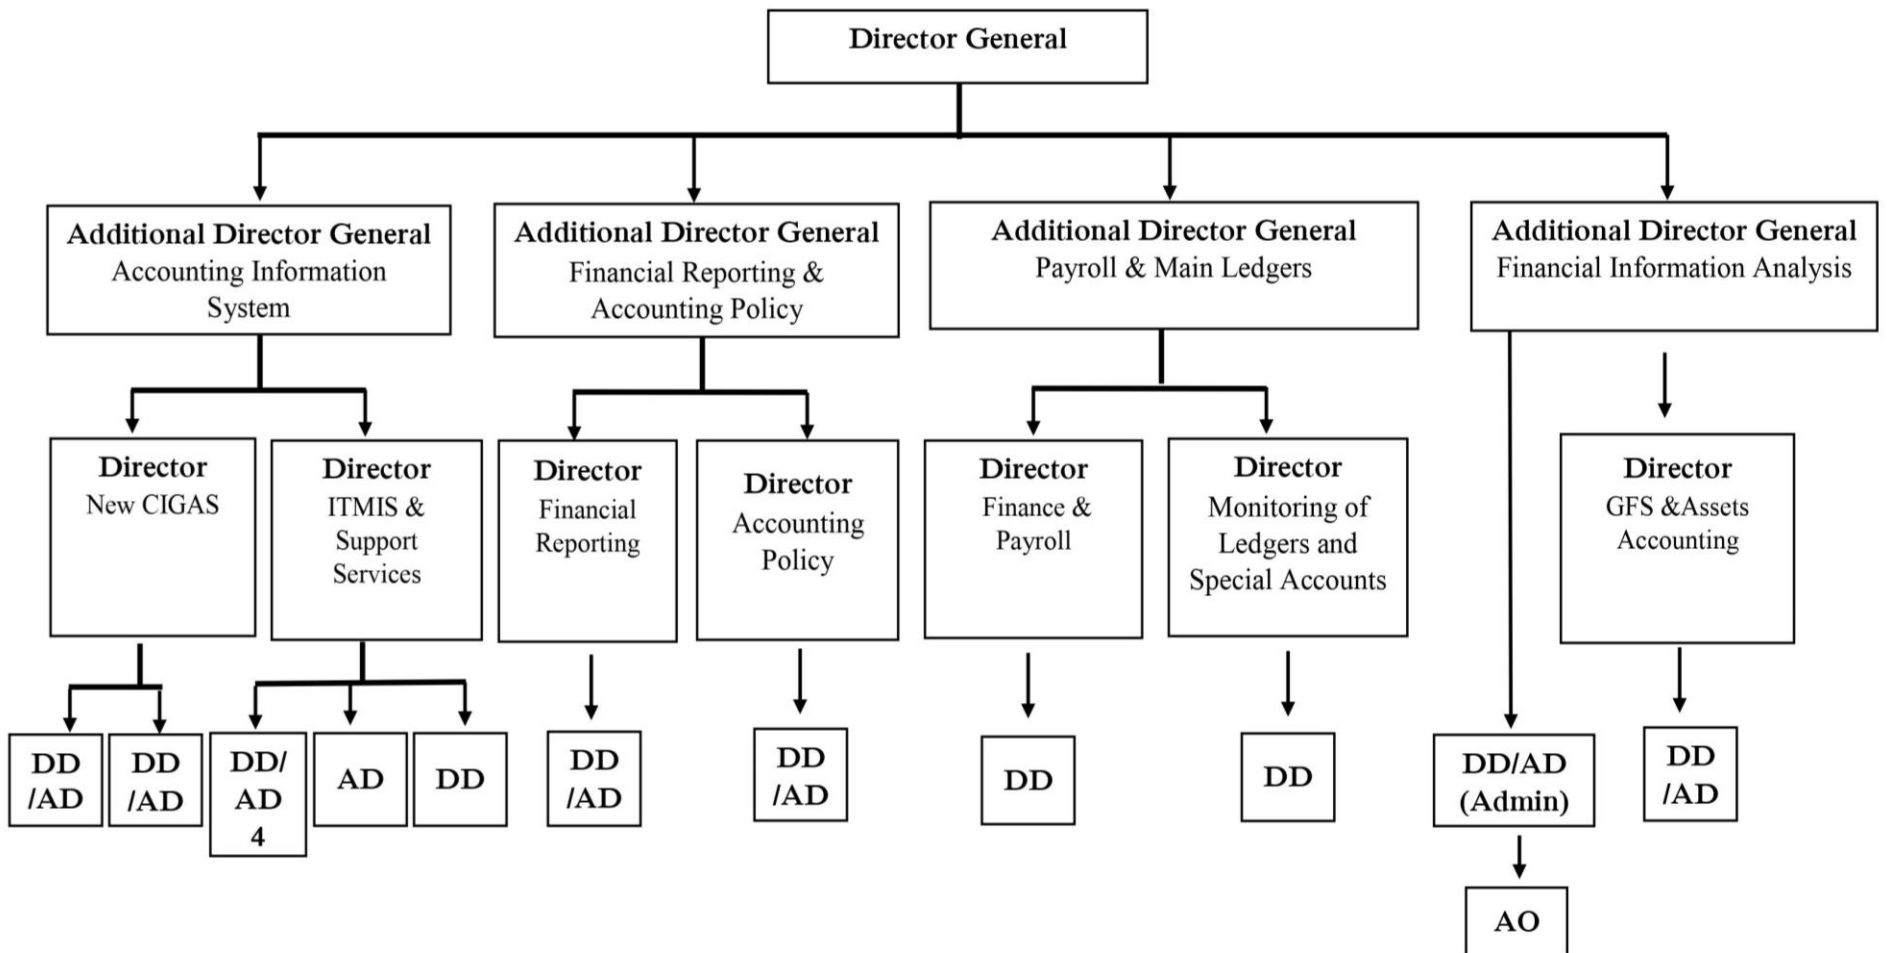 Director General
Additional Director General
Accounting Information
System
Additional Director General
Financial Reporting &
Accounting Policy
Additional Director General
Payroll & Main Ledgers
Additional Director General
Financial Information Analysis
Director
New CIGAS
Director
ITMIS &
Support
Services
Director
Financial
Reporting
Director
Accounting
Policy
Director
Finance &
Payroll
Director
Monitoring of
Ledgers and
Special Accounts
Director
GFS &Assets
Accounting
DD
/AD
DD
/AD
DD/
AD
4
AD
DD
DD
/AD
DD
/AD
DD
DD
DD/AD
(Admin)
DD
/AD
AO